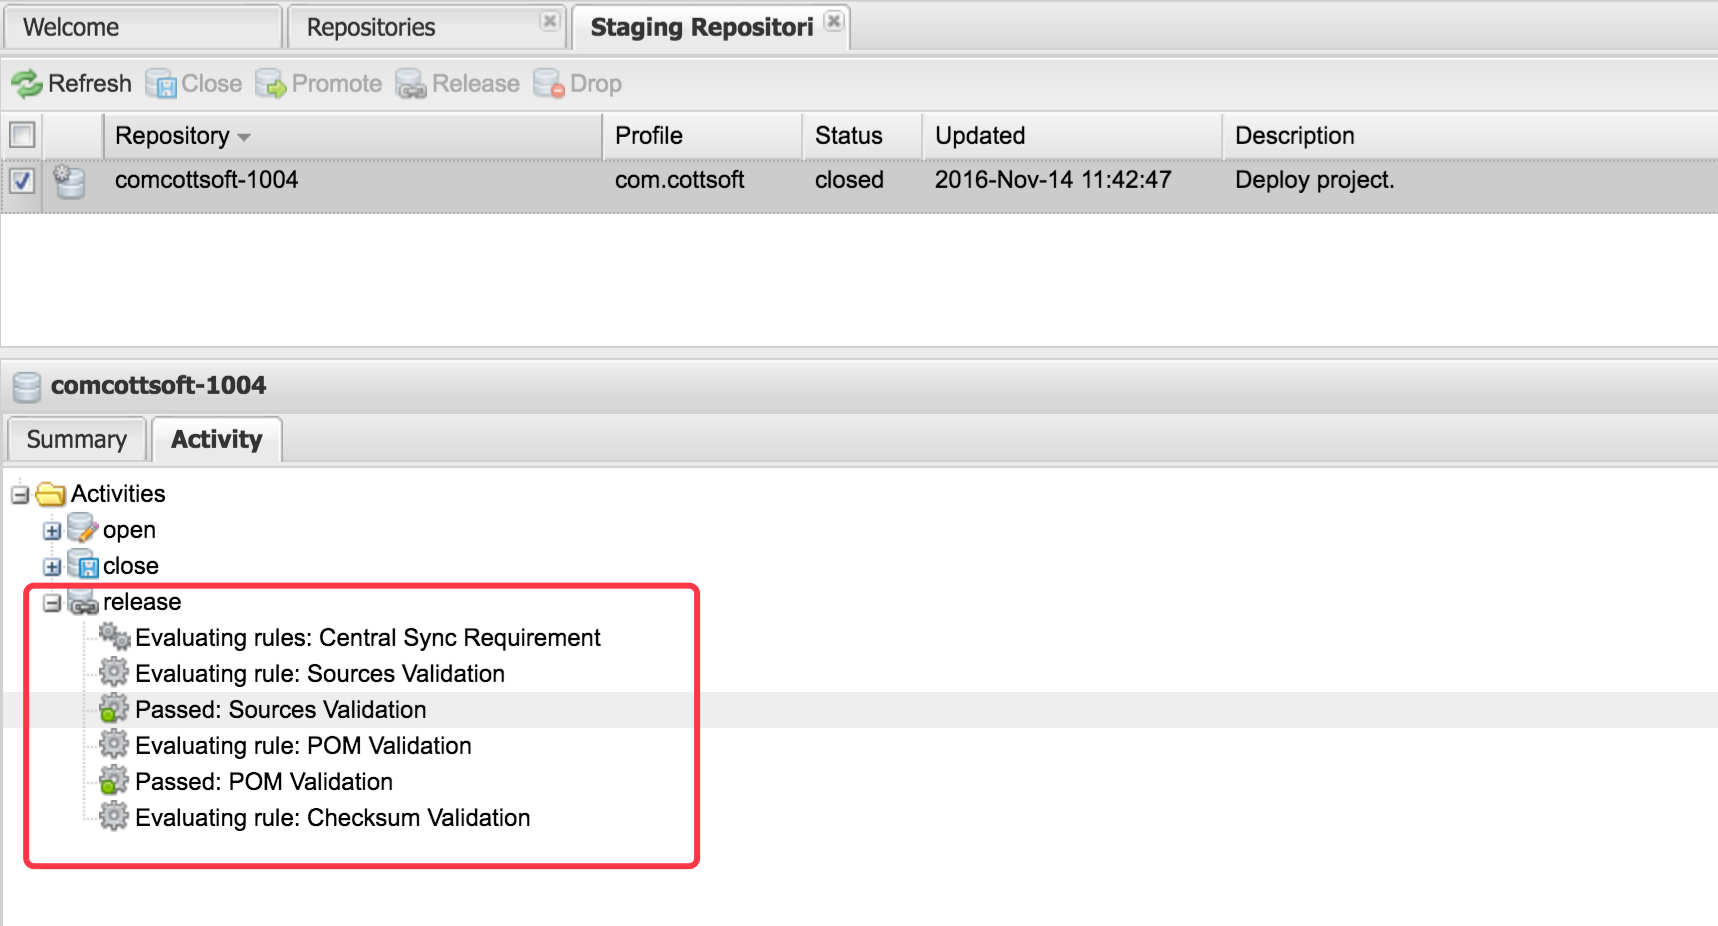 Welcome Repositories Staging Repositori
Refresh Close Promote Release Drop
Repository Profile Status Updated Description
comcottsoft-1004 com.cottsoft closed 2016-Nov-14 11:42:47 Deploy project.
comcottsoft-1004
Summary Activity
Activities
open
close
release
Evaluating rules: Central Sync Requirement
Evaluating rule: Sources Validation
Passed: Sources Validation
Evaluating rule: POM Validation
Passed: POM Validation
Evaluating rule: Checksum Validation